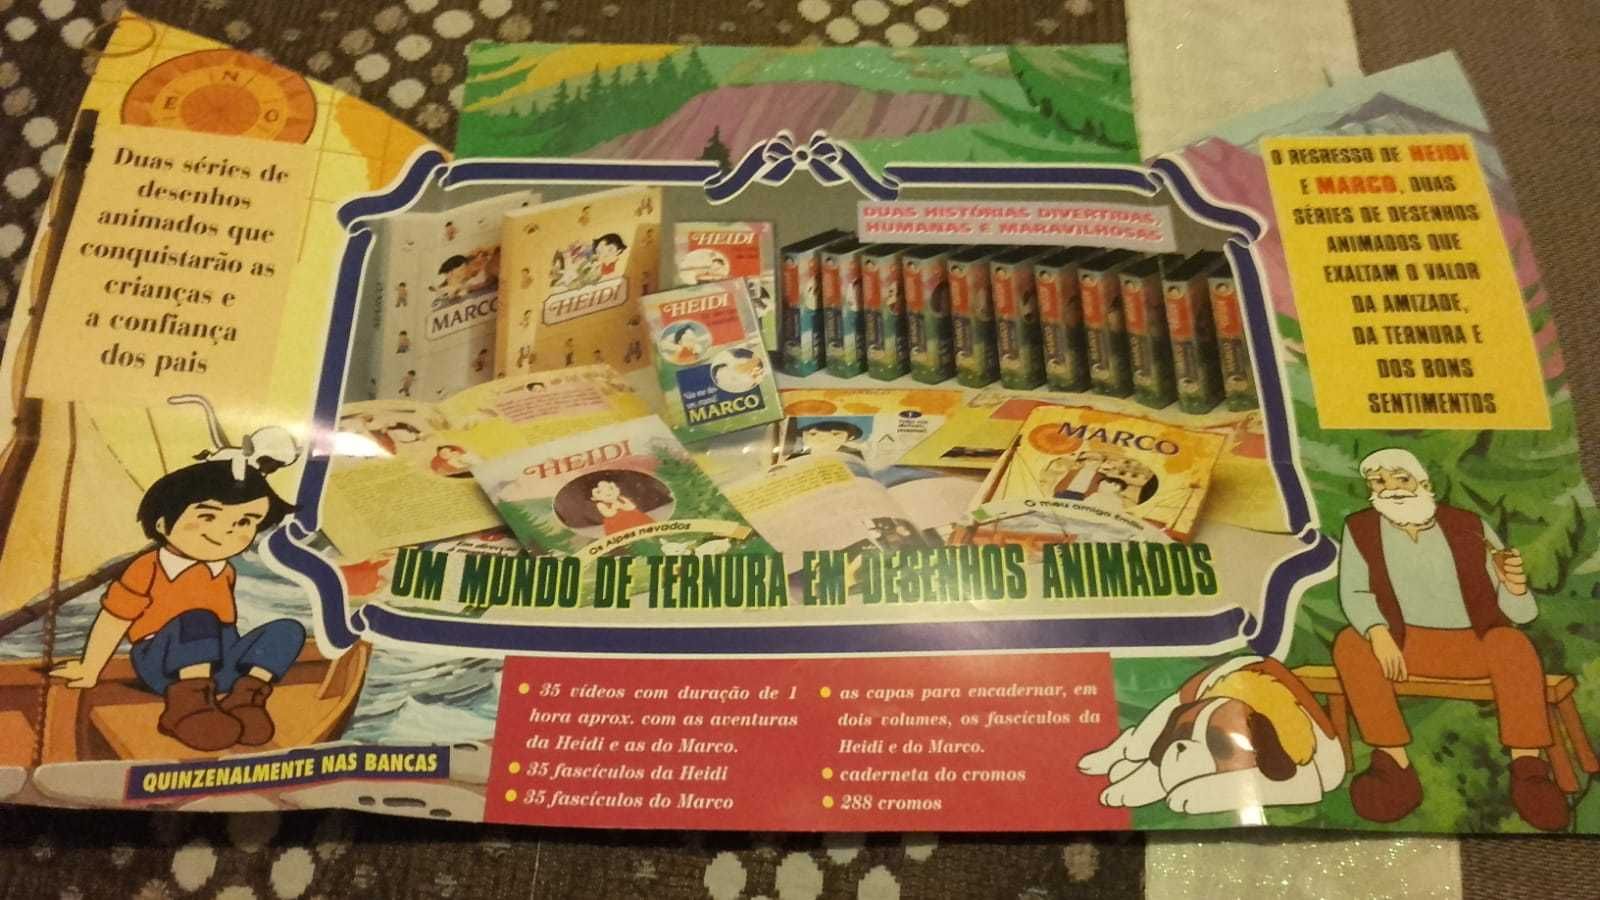 N
E
O
Duas séries de
desenhos
animados que
conquistarão as
crianças e
a confiança
dos pais
DUAS HISTÓRIAS DIVERTIDAS,
HUMANAS E MARAVILHOSAS
O REGRESSO DE HEIDI
E MARCO, DUAS
SÉRIES DE DESENHOS
ANIMADOS QUE
EXALTAM O VALOR
DA AMIZADE,
DA TERNURA E
DOS BONS
SENTIMENTOS
MARCO
HEIDI
HEIDI
HEIDI
MARCO
HEIDI
Os Alpes nevados
MARCO
O meu amigo Emílio
UM MUNDO DE TERNURA EM DESENHOS ANIMADOS
QUINZENALMENTE NAS BANCAS
35 vídeos com duração de 1
hora aprox. com as aventuras
da Heidi e as do Marco.
35 fascículos da Heidi
35 fascículos do Marco
as capas para encadernar, em
dois volumes, os fascículos da
Heidi e do Marco.
caderneta do cromos
288 cromos